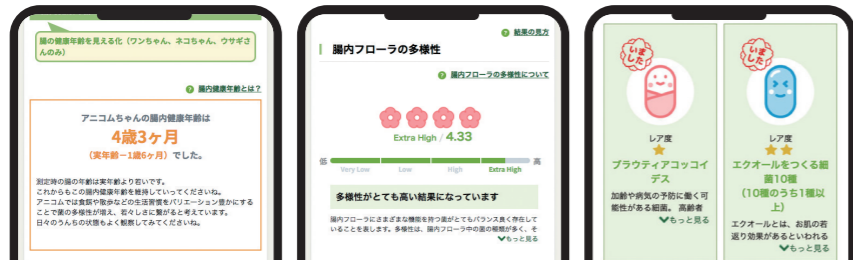 腸の健康年齢を見える化（ワンちゃん、ネコちゃん、ウサギさ
んのみ）
? 腸内健康年齢とは？
アニコムちゃんの腸内健康年齢は
4歳3ヶ月
（実年齢－1歳6ヶ月）でした。
測定時の腸の年齢は実年齢より若いです。
これからもこの腸内健康年齢を維持していってくださいね。
アニコムでは食餌や散歩などの生活習慣をバリエーション豊かにする
ことで菌の多様性が増え、若々しさに繋がると考えています。
日々のうんちの状態もよく観察してみてくださいね。
? 結果の見方
腸内フローラの多様性
? 腸内フローラの多様性について
Extra High / 4.33
低 高
Very Low Low High Extra High
多様性がとても高い結果になっています
腸内フローラにさまざまな機能を持つ菌がとてもバランス良く存在して
いることを表します。多様性は、腸内フローラ中の菌の種類が多く、そ
もっと見る
いま
した
レア度
ブラウティアコッコイ
デス
加齢や病気の予防に働く可
能性がある細菌。 高齢者
もっと見る
いま
した
レア度
エクオールをつくる細
菌10種
（10種のうち1種以
上）
エクオールとは、お肌の若
返り効果があるといわれる
もっと見る